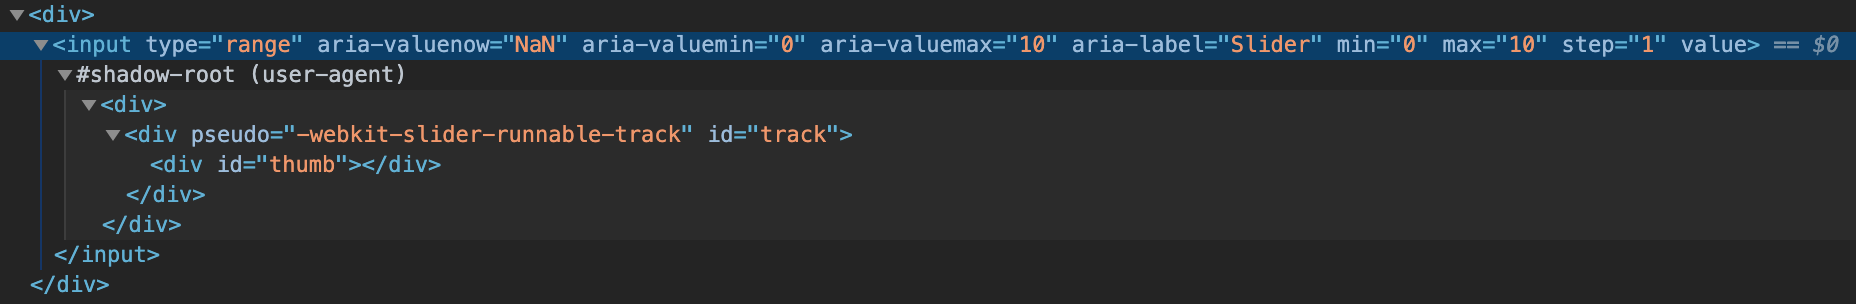 ▼<div>
▼<input type="range" aria-valuenow="NaN" aria-valuemin="0" aria-valuemax="10" aria-label="Slider" min="0" max="10" step="1" value> == $0
▼#shadow-root (user-agent)
▼<div>
▼<div pseudo="-webkit-slider-runnable-track" id="track">
<div id="thumb"></div>
</div>
</div>
</input>
</div>